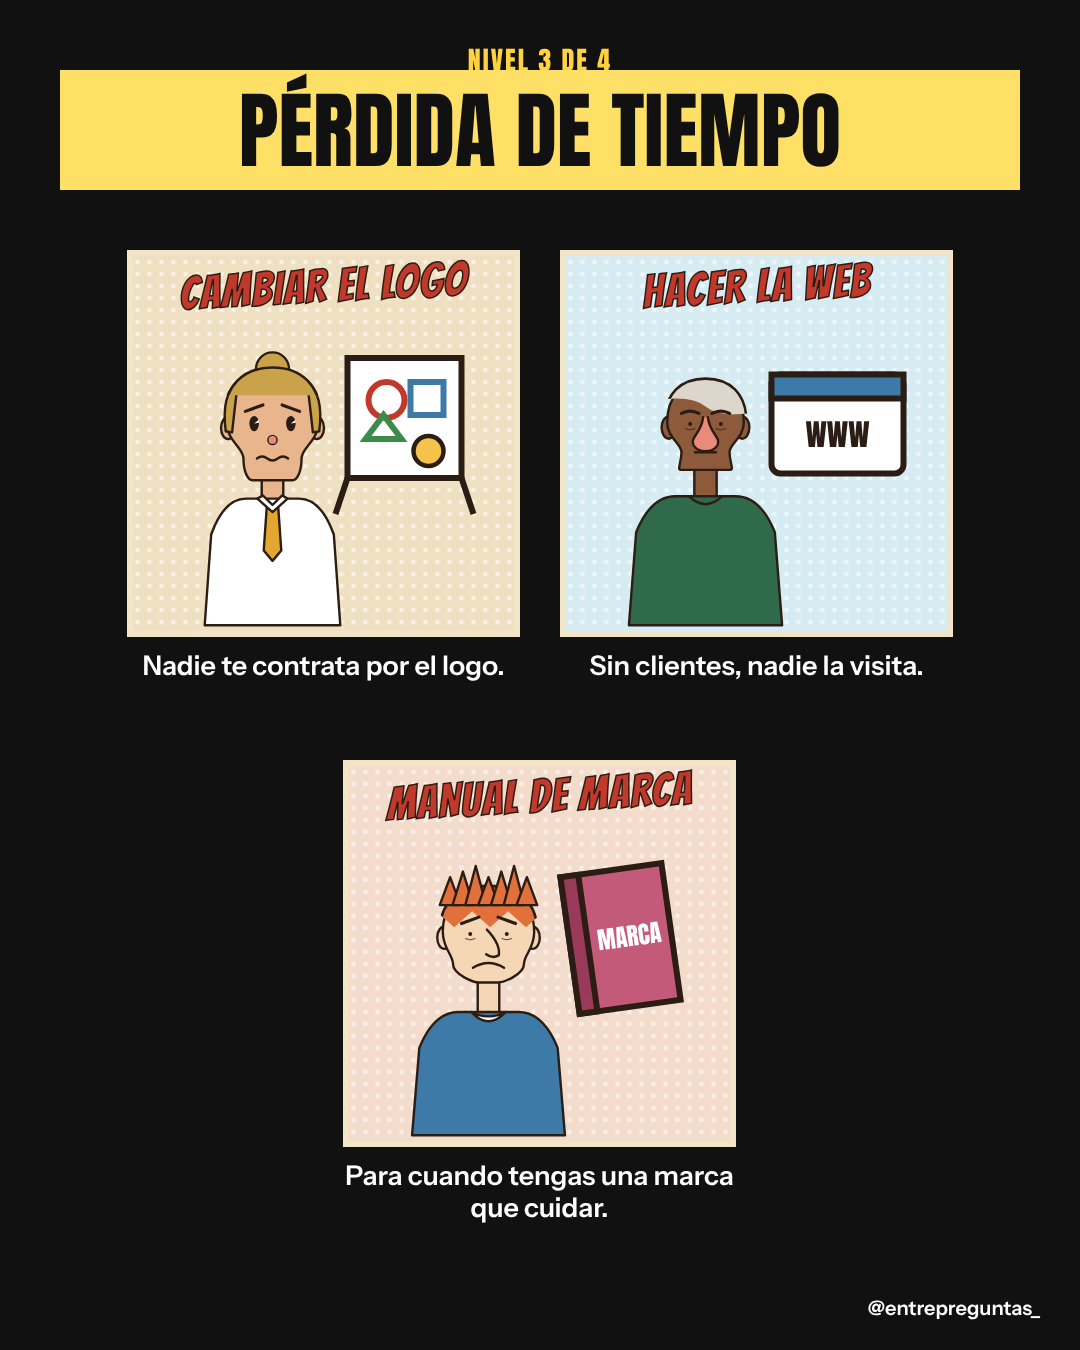 NIVEL 3 DE 4
PÉRDIDA DE TIEMPO
CAMBIAR EL LOGO
Nadie te contrata por el logo.
HACER LA WEB
WWW
Sin clientes, nadie la visita.
MANUAL DE MARCA
MARCA
Para cuando tengas una marca
que cuidar.
@entrepreguntas_